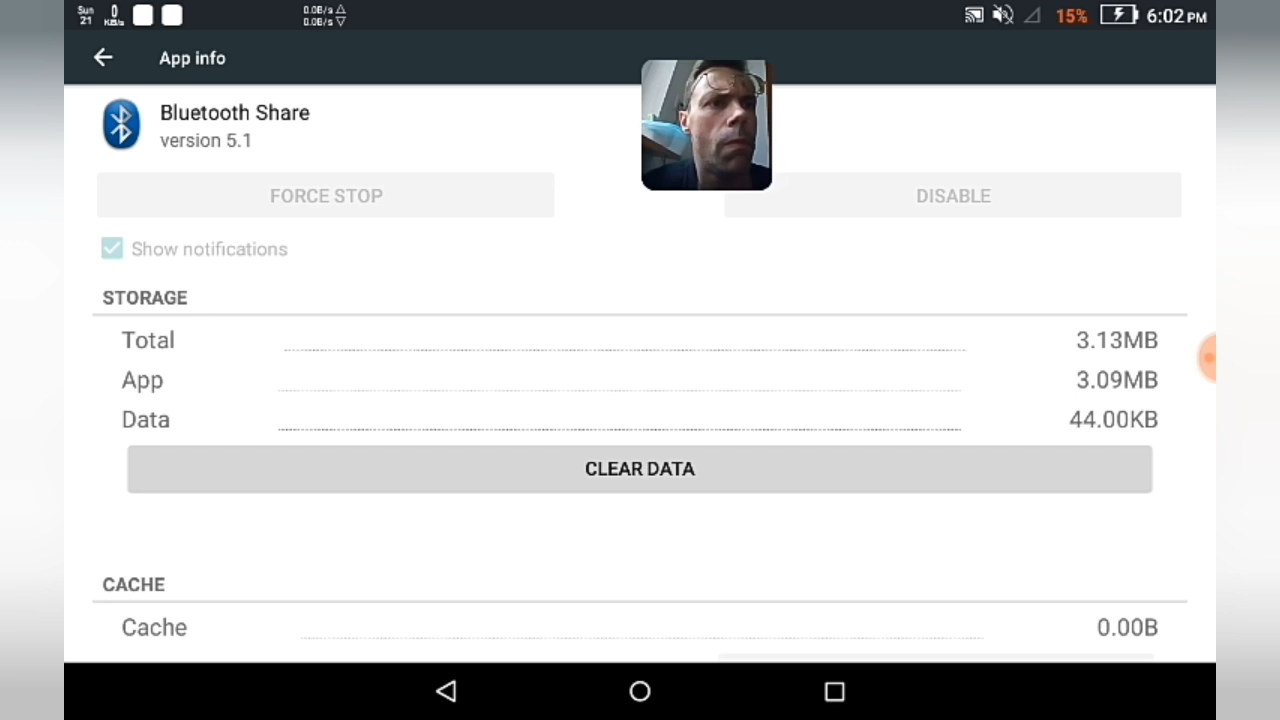 Sun 21
0 KB/s
0.0B/s △
0.0B/s ▽
15%
6:02 PM
App info
Bluetooth Share
version 5.1
FORCE STOP
DISABLE
Show notifications
STORAGE
Total 3.13MB
App 3.09MB
Data 44.00KB
CLEAR DATA
CACHE
Cache 0.00B